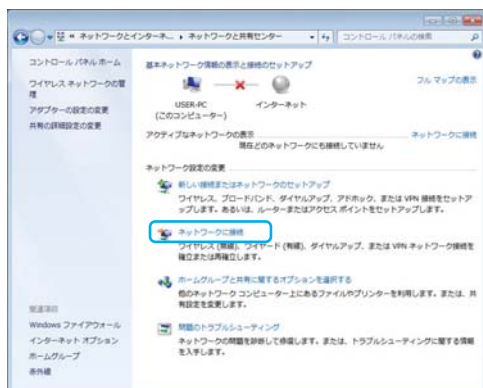 ネットワークとインターネ...
ネットワークと共有センター
コントロール パネルの検索
コントロール パネル ホーム
ワイヤレス ネットワークの管
理
アダプターの設定の変更
共有の詳細設定の変更
基本ネットワーク情報の表示と接続のセットアップ
フル マップの表示
USER-PC
(このコンピューター)
インターネット
アクティブなネットワークの表示
ネットワークに接続
現在どのネットワークにも接続していません
ネットワーク設定の変更
新しい接続またはネットワークのセットアップ
ワイヤレス、ブロードバンド、ダイヤルアップ、アドホック、または VPN 接続をセットア
ップします。あるいは、ルーターまたはアクセス ポイントをセットアップします。
ネットワークに接続
ワイヤレス (無線)、ワイヤード (有線)、ダイヤルアップ、または VPN ネットワーク接続を
確立または再確立します。
ホームグループと共有に関するオプションを選択する
他のネットワーク コンピューター上にあるファイルやプリンターを利用します。または、共
有設定を変更します。
問題のトラブルシューティング
ネットワークの問題を診断して修復します。または、トラブルシューティングに関する情報
を入手します。
関連項目
Windows ファイアウォール
インターネット オプション
ホームグループ
赤外線